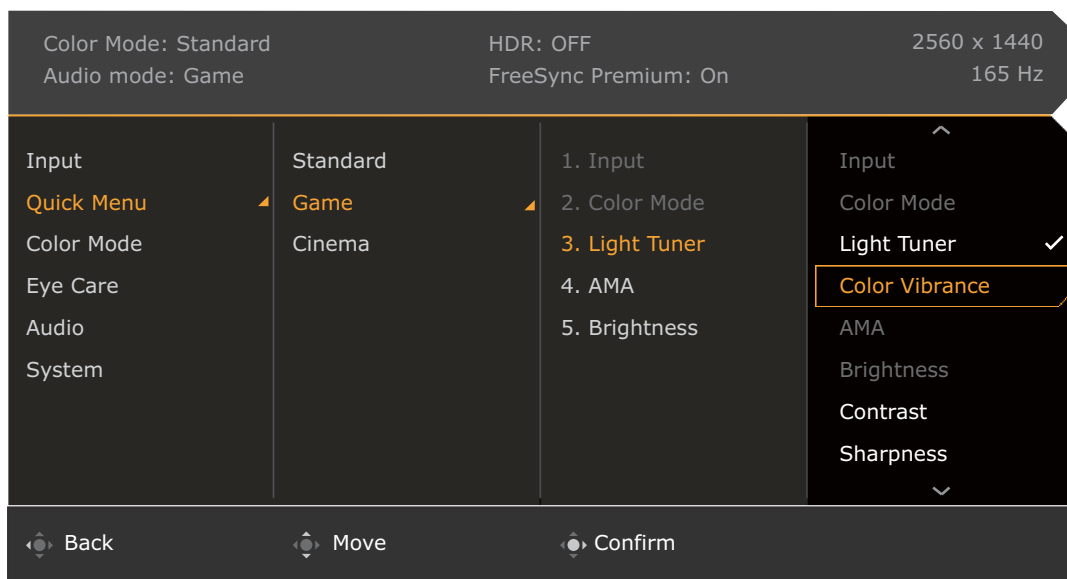 Color Mode: Standard
Audio mode: Game
HDR: OFF
FreeSync Premium: On
2560 x 1440
165 Hz
Input
Quick Menu
Color Mode
Eye Care
Audio
System
Standard
Game
Cinema
1. Input
2. Color Mode
3. Light Tuner
4. AMA
5. Brightness
Input
Color Mode
Light Tuner
Color Vibrance
AMA
Brightness
Contrast
Sharpness
Back
Move
Confirm